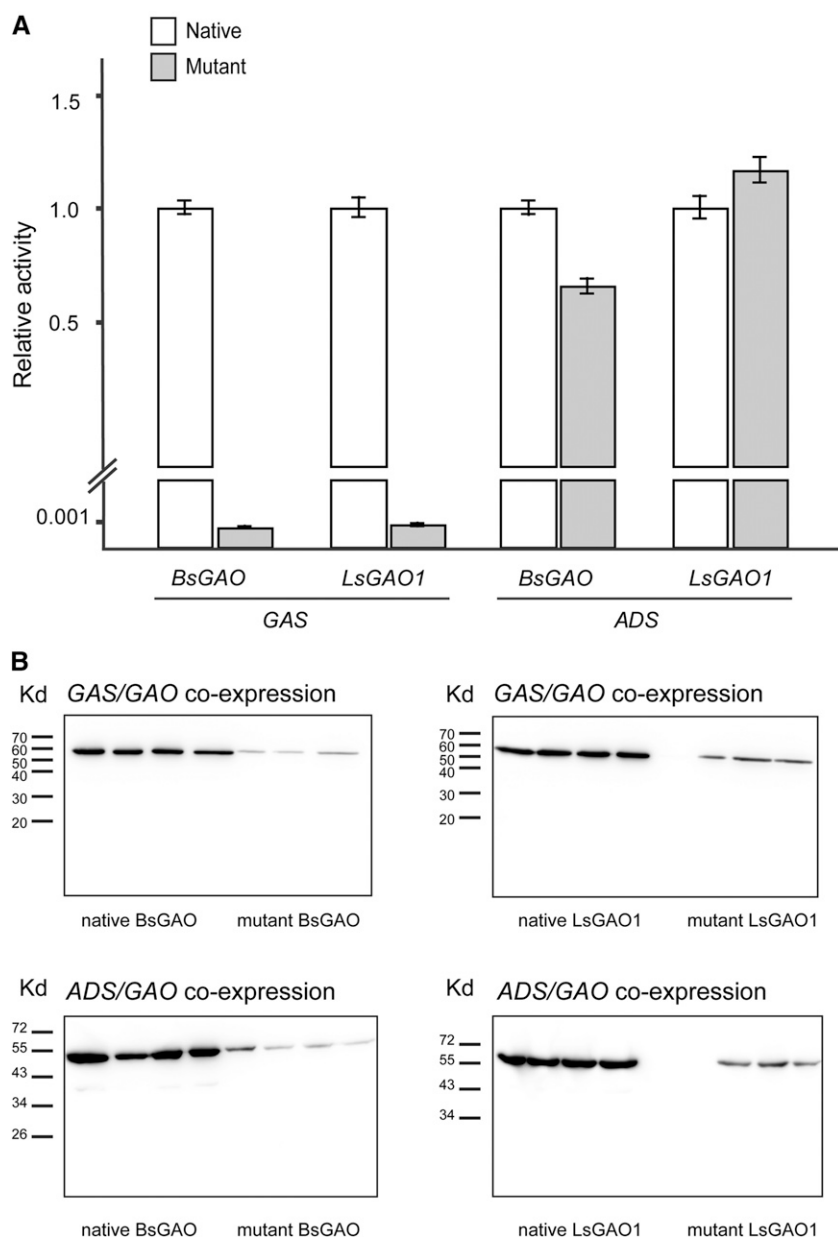 A
Native
Mutant
Relative activity
1.5
1.0
0.5
0.001
BsGAO LsGAO1 BsGAO LsGAO1
GAS ADS
B
Kd GAS/GAO co-expression
70
60
50
40
30
20
native BsGAO mutant BsGAO
Kd GAS/GAO co-expression
70
60
50
40
30
20
native LsGAO1 mutant LsGAO1
Kd ADS/GAO co-expression
72
55
43
34
26
native BsGAO mutant BsGAO
Kd ADS/GAO co-expression
72
55
43
34
native LsGAO1 mutant LsGAO1